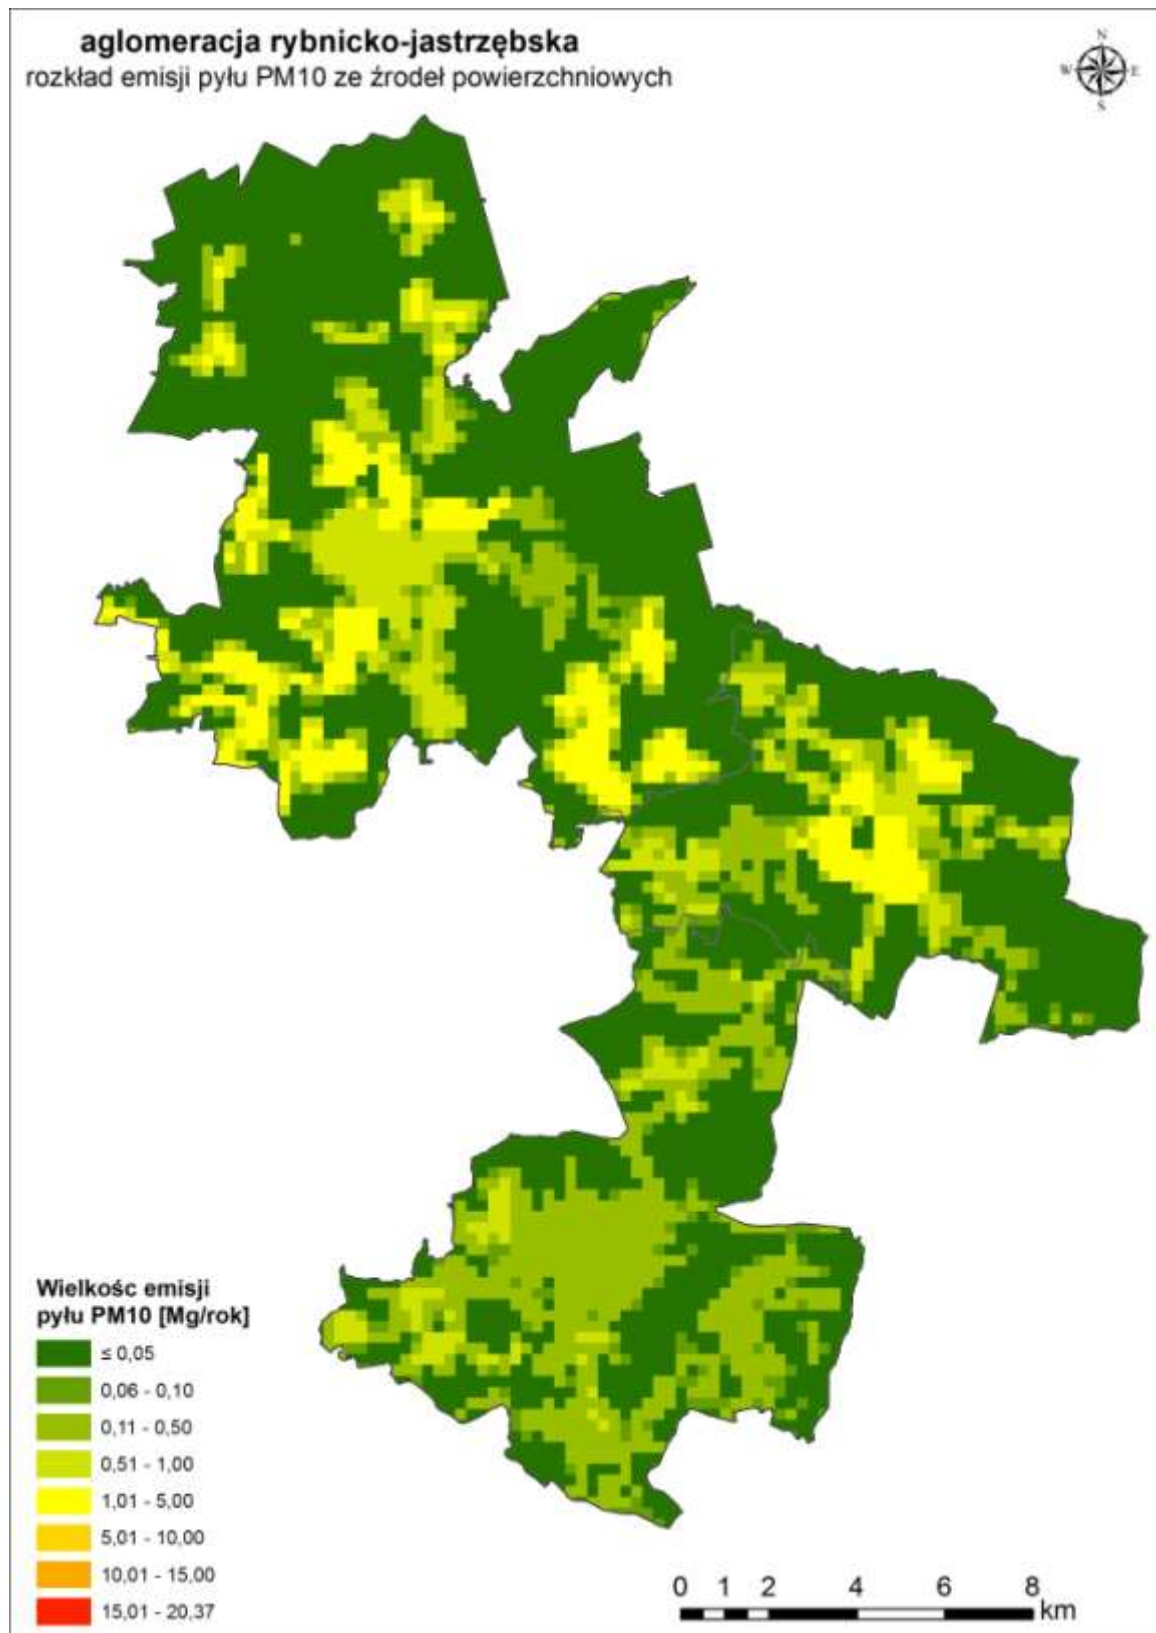 aglomeracja rybnicko-jastrzębska
rozkład emisji pyłu PM10 ze źrodeł powierzchniowych
N
W E
S
Wielkośc emisji
pyłu PM10 [Mg/rok]
≤ 0,05
0,06 - 0,10
0,11 - 0,50
0,51 - 1,00
1,01 - 5,00
5,01 - 10,00
10,01 - 15,00
15,01 - 20,37
0 1 2 4 6 8
km